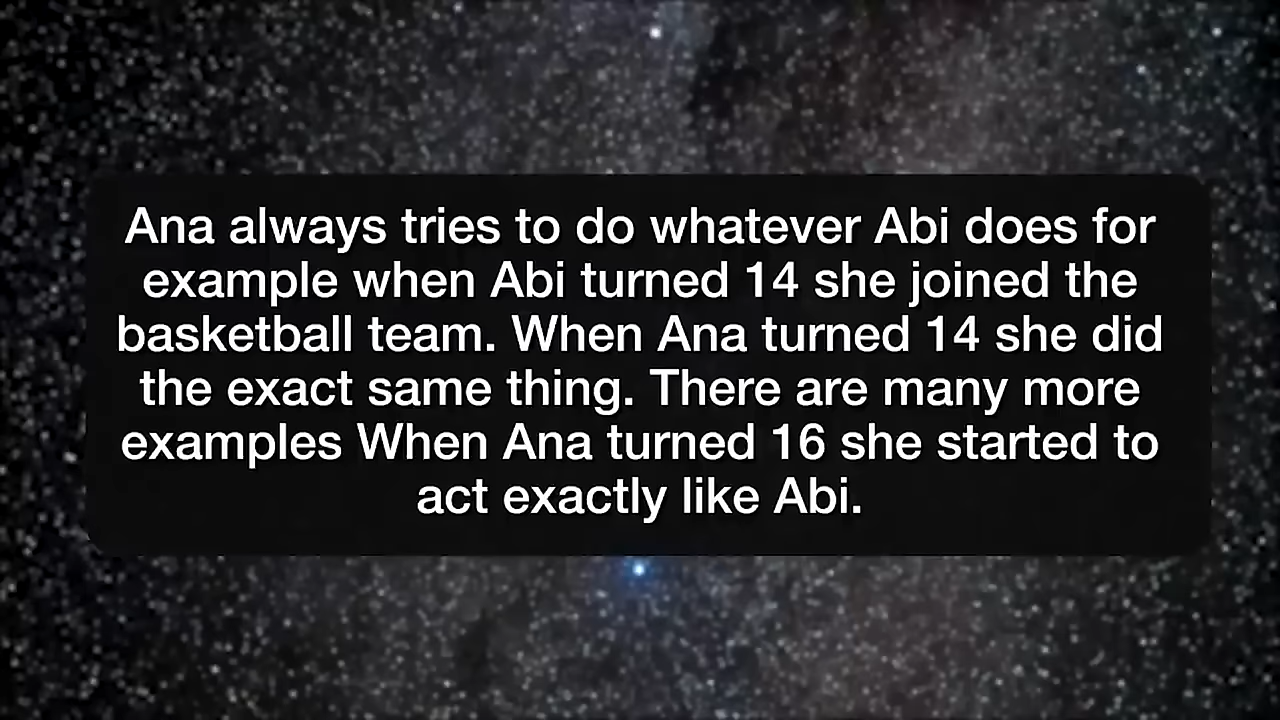 Ana always tries to do whatever Abi does for
example when Abi turned 14 she joined the
basketball team. When Ana turned 14 she did
the exact same thing. There are many more
examples When Ana turned 16 she started to
act exactly like Abi.